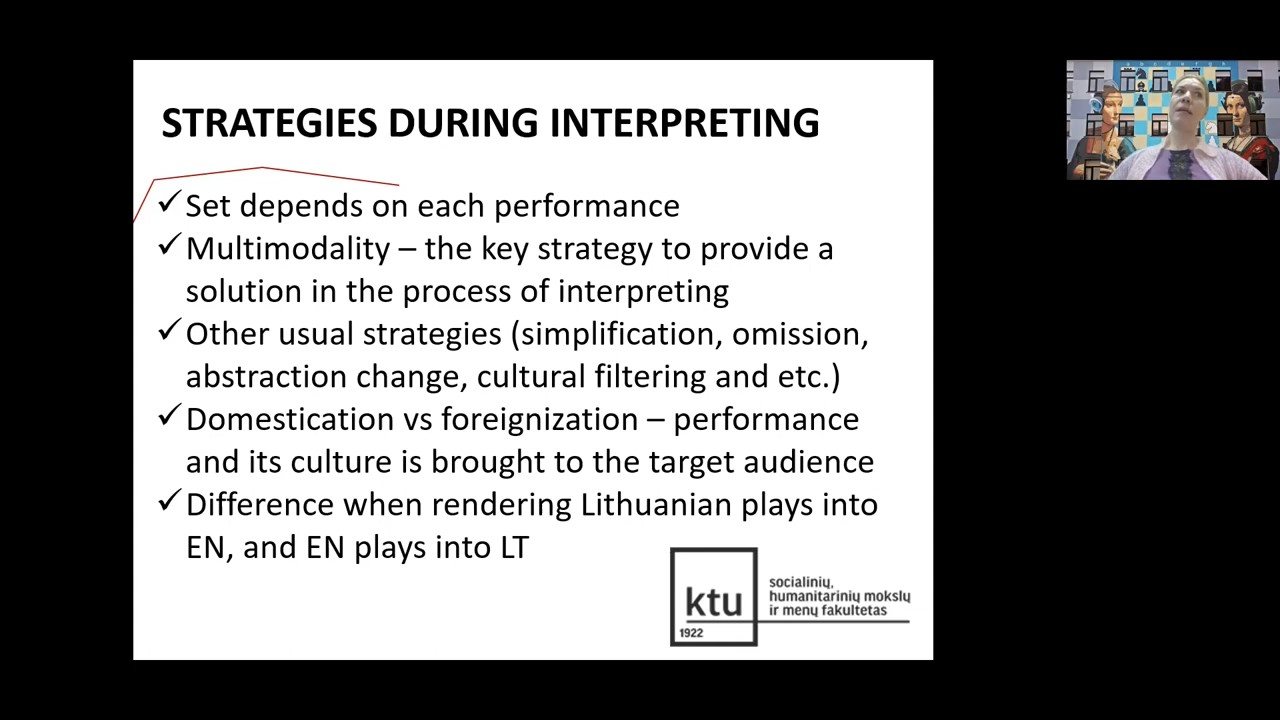 STRATEGIES DURING INTERPRETING
✓Set depends on each performance
✓Multimodality – the key strategy to provide a
solution in the process of interpreting
✓Other usual strategies (simplification, omission,
abstraction change, cultural filtering and etc.)
✓Domestication vs foreignization – performance
and its culture is brought to the target audience
✓Difference when rendering Lithuanian plays into
EN, and EN plays into LT
ktu
1922
socialinių,
humanitarinių mokslų
ir menų fakultetas